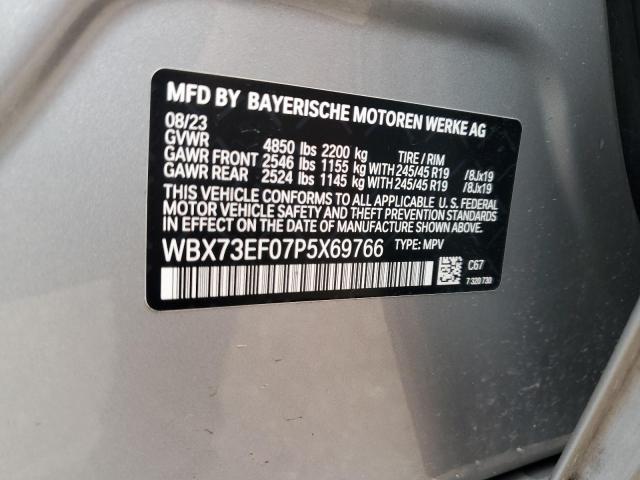 MFD BY BAYERISCHE MOTOREN WERKE AG
08/23
GVWR 4850 lbs 2200 kg TIRE / RIM
GAWR FRONT 2546 lbs 1155 kg WITH 245/45 R19 /8Jx19
GAWR REAR 2524 lbs 1145 kg WITH 245/45 R19 /8Jx19
THIS VEHICLE CONFORMS TO ALL APPLICABLE U.S. FEDERAL
MOTOR VEHICLE SAFETY AND THEFT PREVENTION STANDARDS
IN EFFECT ON THE DATE OF MANUFACTURE SHOWN ABOVE.
WBX73EF07P5X69766 TYPE: MPV
C67
7 320 730